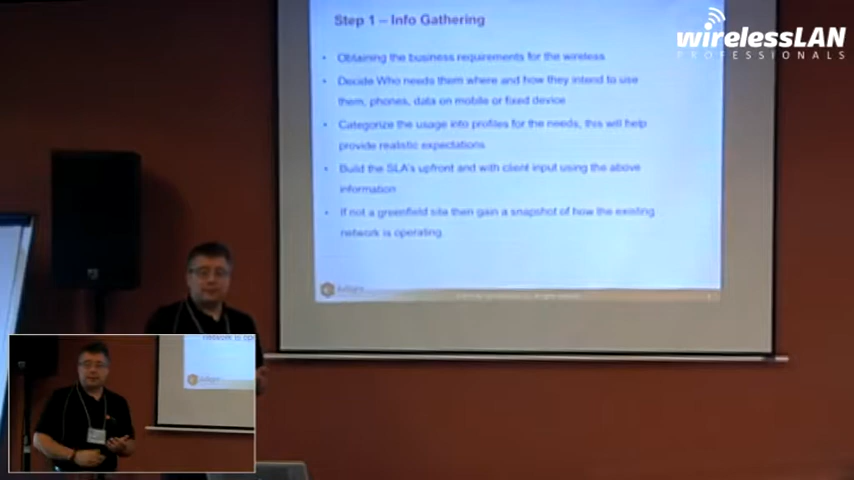 Step 1 – Info Gathering
wirelessLAN
PROFESSIONALS
• Obtaining the business requirements for the wireless
• Decide Who needs them where and how they intend to use
them, phones, data on mobile or fixed device
• Categorize the usage into profiles for the needs, this will help
provide realistic expectations
• Build the SLA's upfront and with client input using the above
information
• If not a greenfield site then gain a snapshot of how the existing
network is operating.